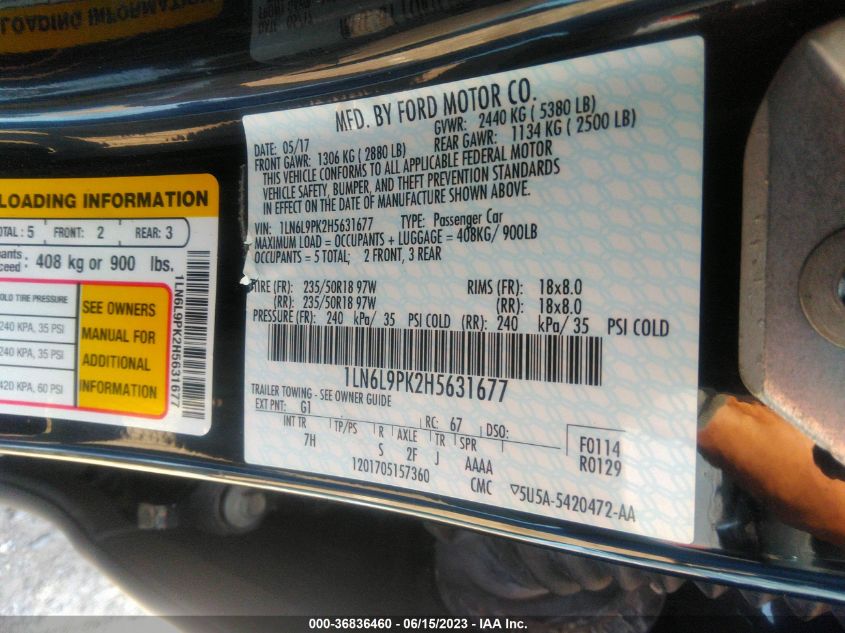 LOADING INFORMATION
TOTAL: 5 FRONT: 2 REAR: 3
408 kg or 900 lbs.
TIRE PRESSURE
240 KPA, 35 PSI
240 KPA, 35 PSI
420 KPA, 60 PSI
SEE OWNERS
MANUAL FOR
ADDITIONAL
INFORMATION
1LN6L9PK2H5631677
MFD. BY FORD MOTOR CO.
DATE: 05/17 GVWR: 2440 KG ( 5380 LB)
FRONT GAWR: 1306 KG ( 2880 LB) REAR GAWR: 1134 KG ( 2500 LB)
THIS VEHICLE CONFORMS TO ALL APPLICABLE FEDERAL MOTOR
VEHICLE SAFETY, BUMPER, AND THEFT PREVENTION STANDARDS
IN EFFECT ON THE DATE OF MANUFACTURE SHOWN ABOVE.
VIN: 1LN6L9PK2H5631677 TYPE: Passenger Car
MAXIMUM LOAD = OCCUPANTS + LUGGAGE = 408KG/ 900LB
OCCUPANTS = 5 TOTAL; 2 FRONT, 3 REAR
TIRE (FR): 235/50R18 97W RIMS (FR): 18x8.0
(RR): 235/50R18 97W (RR): 18x8.0
PRESSURE (FR): 240 kPa/ 35 PSI COLD (RR): 240 kPa/ 35 PSI COLD
1LN6L9PK2H5631677
TRAILER TOWING - SEE OWNER GUIDE
EXT PNT: G1 RC: 67 DSO:
INT TR TP/PS R AXLE TR SPR F0114
7H S 2F J AAAA R0129
1201705157360 CMC ▽5U5A-5420472-AA
000-36836460 - 06/15/2023 - IAA Inc.